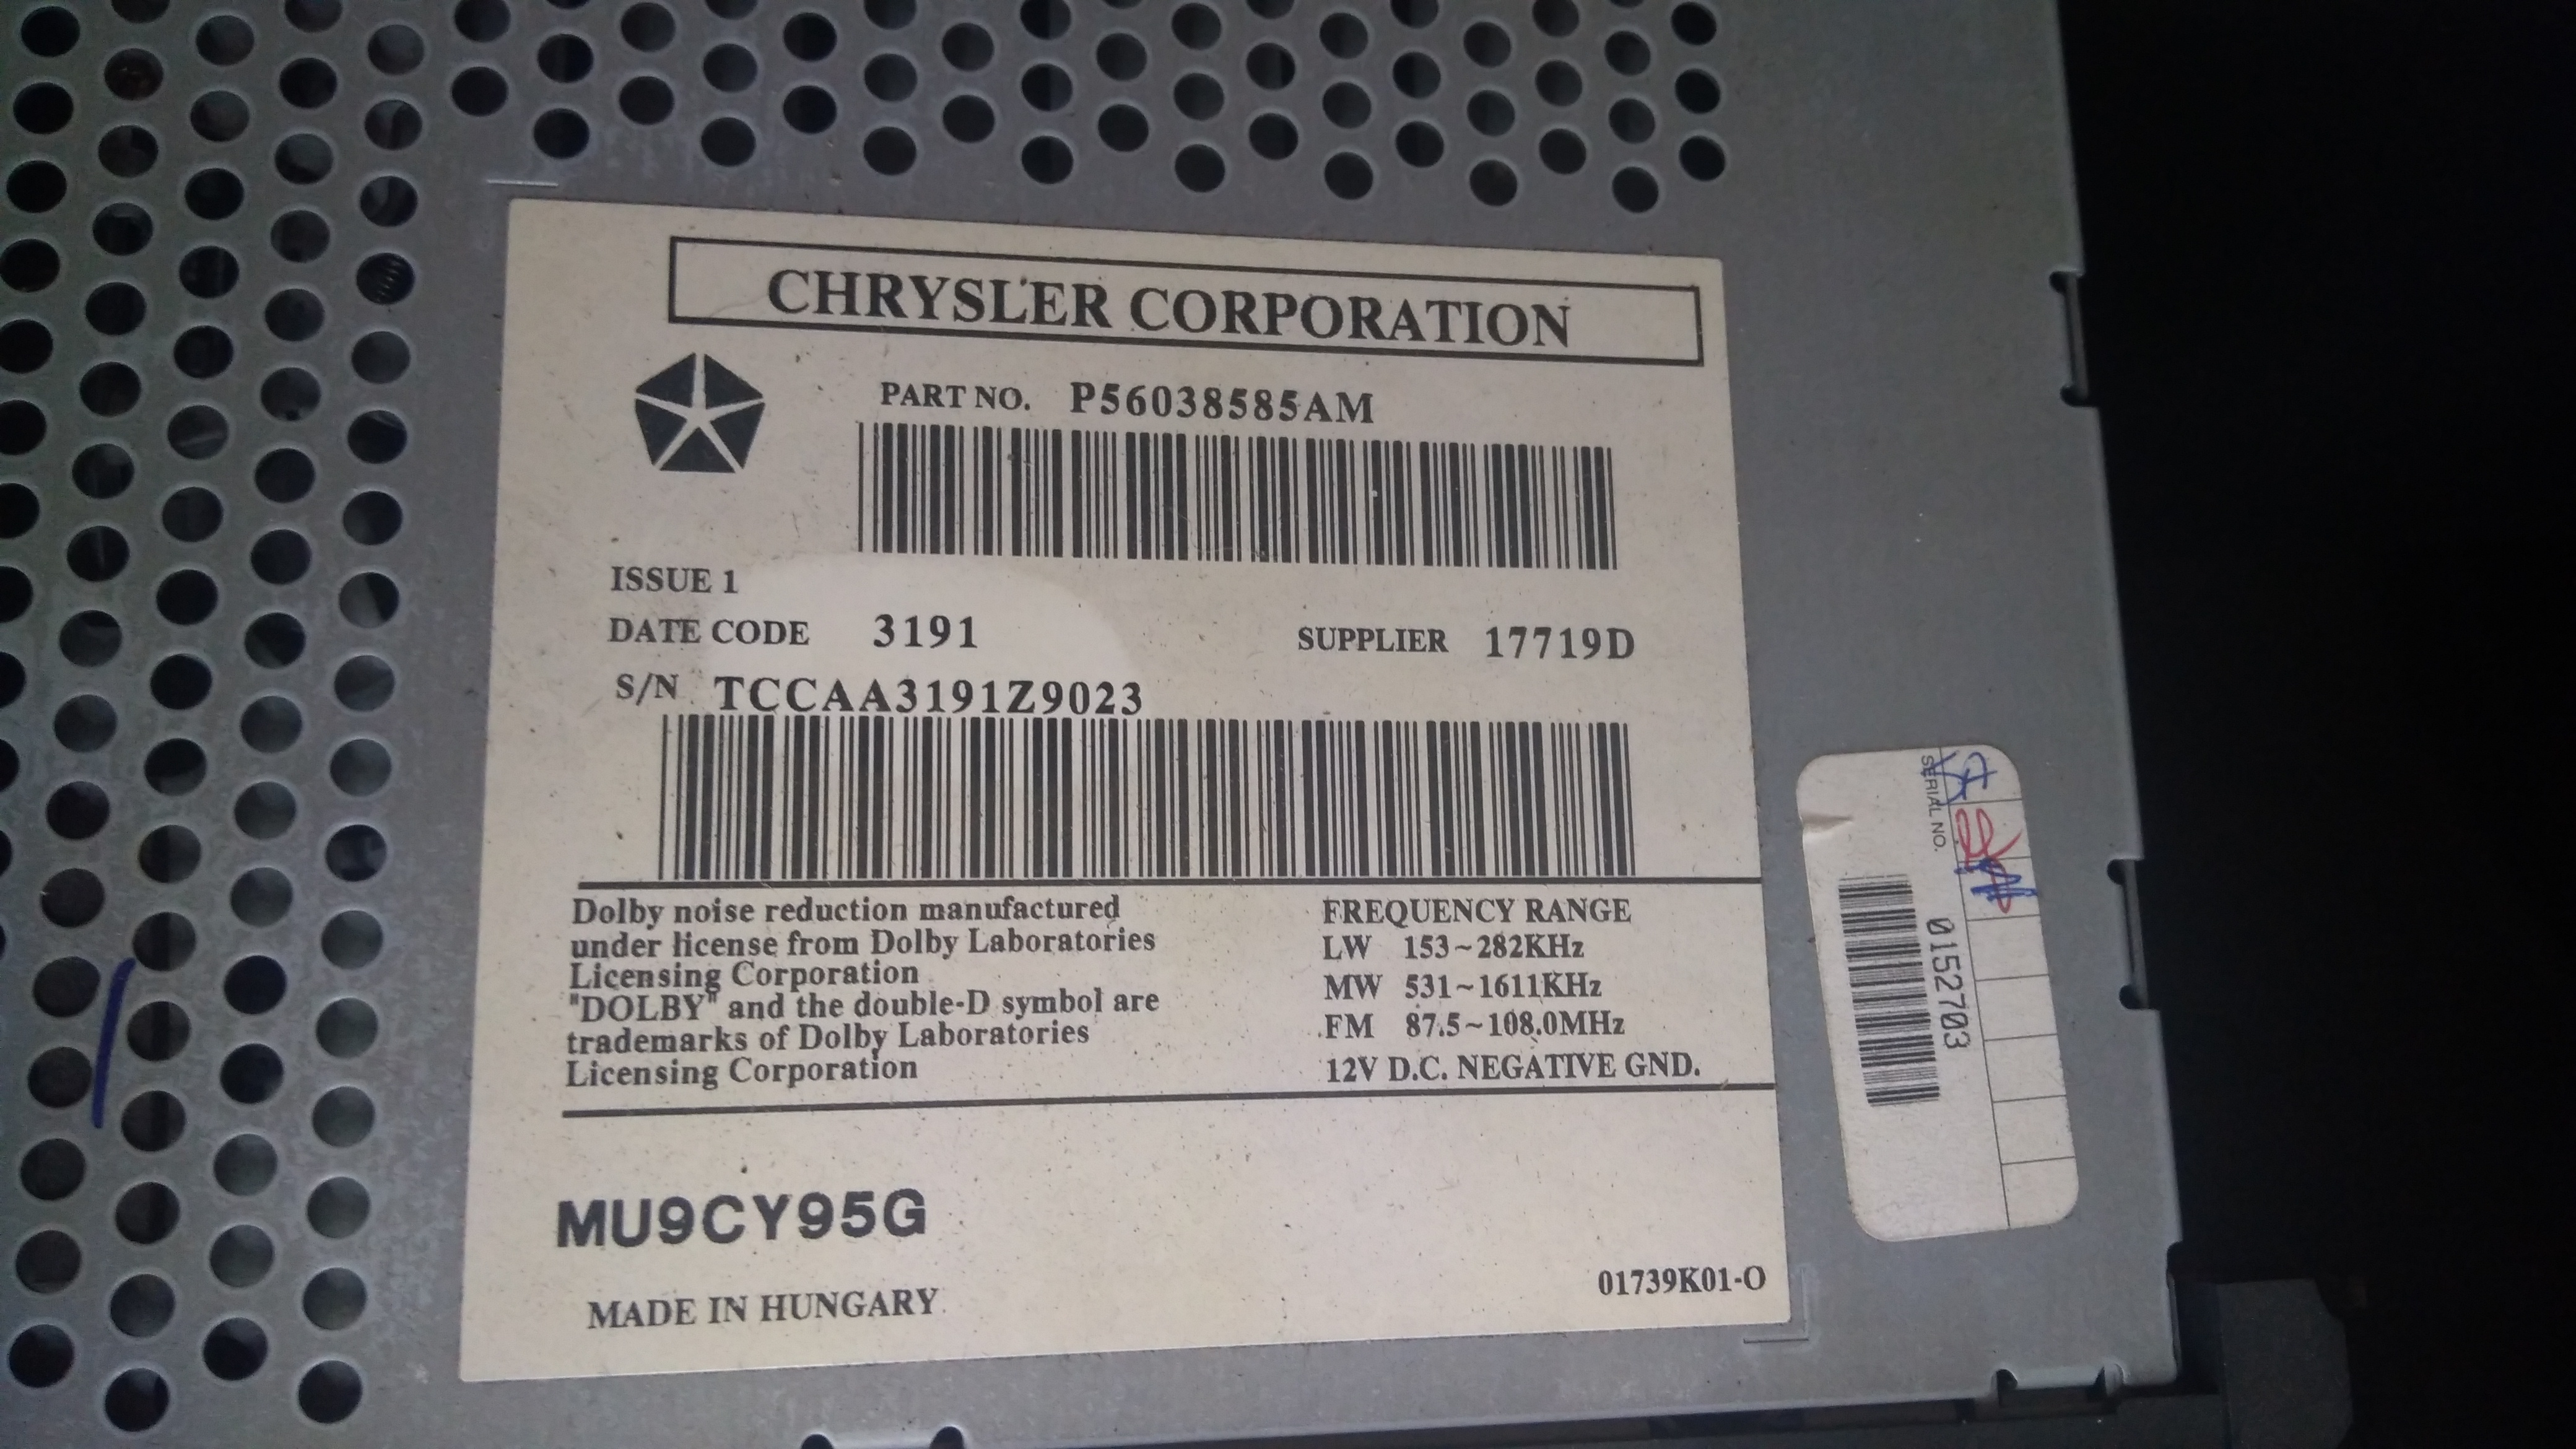 CHRYSLER CORPORATION
PART NO. P56038585AM
ISSUE 1
DATE CODE 3191 SUPPLIER 17719D
S/N TCCAA3191Z9023
Dolby noise reduction manufactured
under license from Dolby Laboratories
Licensing Corporation
"DOLBY" and the double-D symbol are
trademarks of Dolby Laboratories
Licensing Corporation
FREQUENCY RANGE
LW 153~282KHz
MW 531~1611KHz
FM 87.5~108.0MHz
12V D.C. NEGATIVE GND.
MU9CY95G
MADE IN HUNGARY
01739K01-O
SERIAL NO.
0152703